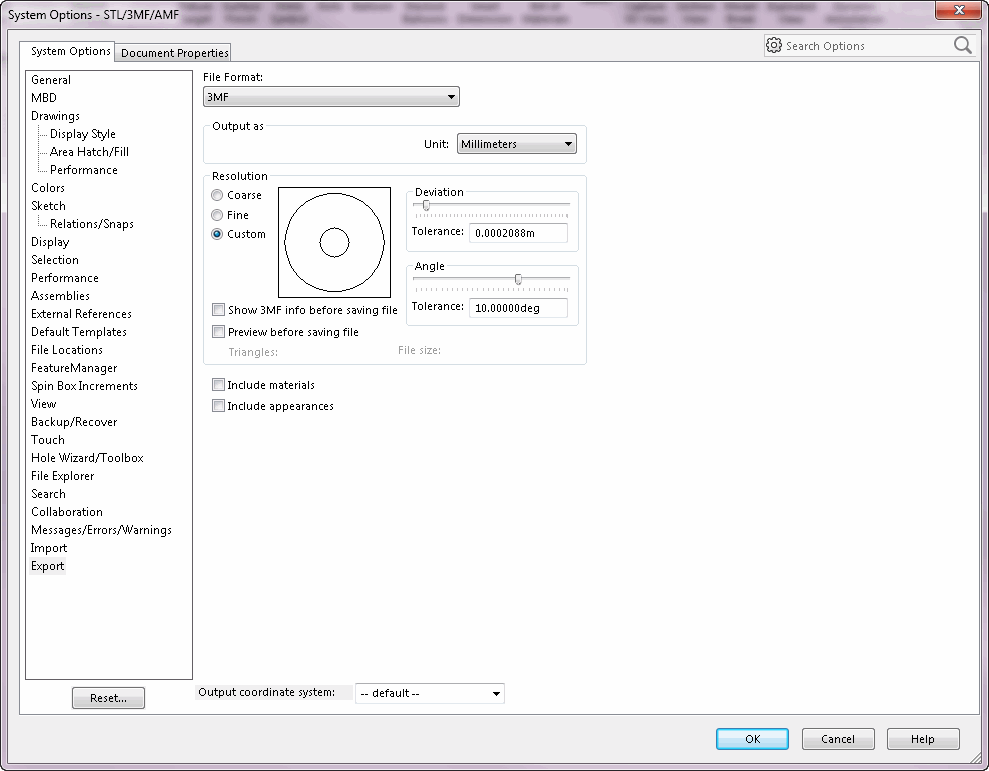 System Options - STL/3MF/AMF
System Options
Document Properties
Search Options
General
MBD
Drawings
Display Style
Area Hatch/Fill
Performance
Colors
Sketch
Relations/Snaps
Display
Selection
Performance
Assemblies
External References
Default Templates
File Locations
FeatureManager
Spin Box Increments
View
Backup/Recover
Touch
Hole Wizard/Toolbox
File Explorer
Search
Collaboration
Messages/Errors/Warnings
Import
Export
Reset...
File Format:
3MF
Output as
Unit: Millimeters
Resolution
Coarse
Fine
Custom
Deviation
Tolerance: 0.0002088m
Angle
Tolerance: 10.00000deg
Show 3MF info before saving file
Preview before saving file
Triangles: File size:
Include materials
Include appearances
Output coordinate system: -- default --
OK Cancel Help